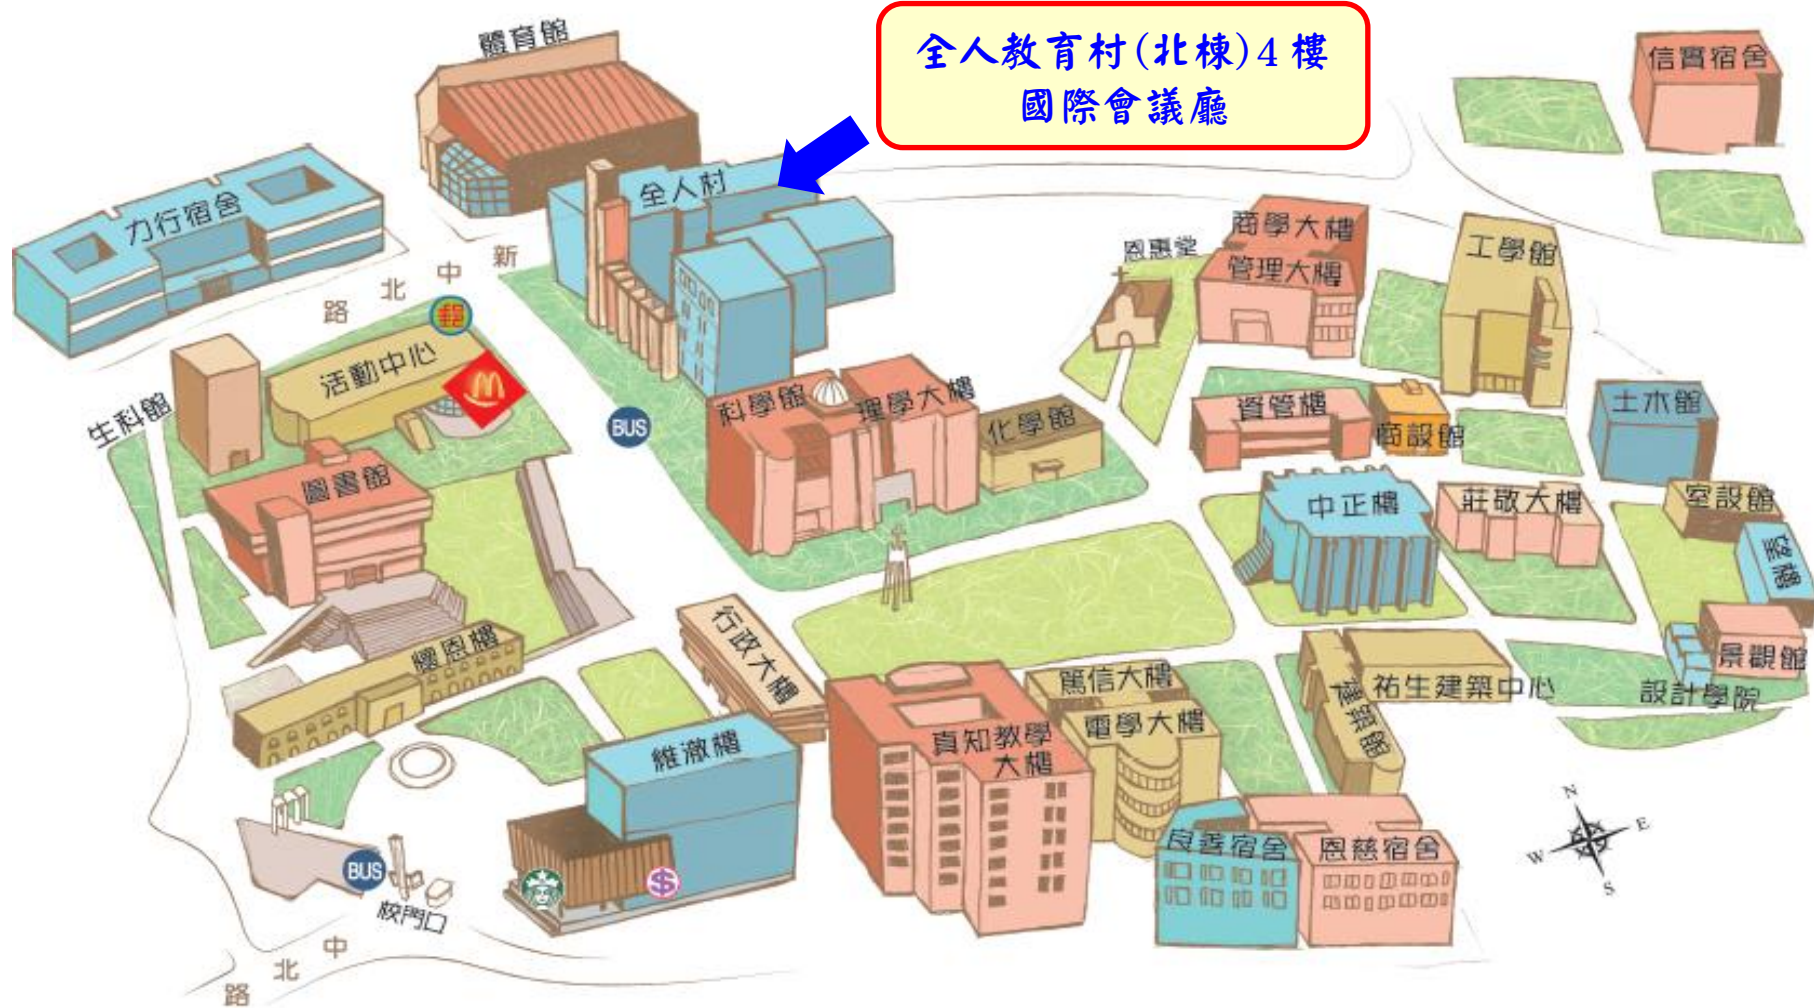 全人教育村(北棟)4樓
國際會議廳
體育館
信實宿舍
全人村
力行宿舍
新中北路
恩惠堂
商學大樓
管理大樓
工學館
郵
活動中心
生科館
BUS
科學館
理學大樓
化學館
資管樓
商設館
土木館
圖書館
中正樓
莊敬大樓
室設館
望樓
懷恩樓
行政大樓
景觀館
設計學院
篤信大樓
電學大樓
建築館
祐生建築中心
維澈樓
真知教學
大樓
良善宿舍
恩慈宿舍
N
E
W
S
BUS
$
校門口
中北路